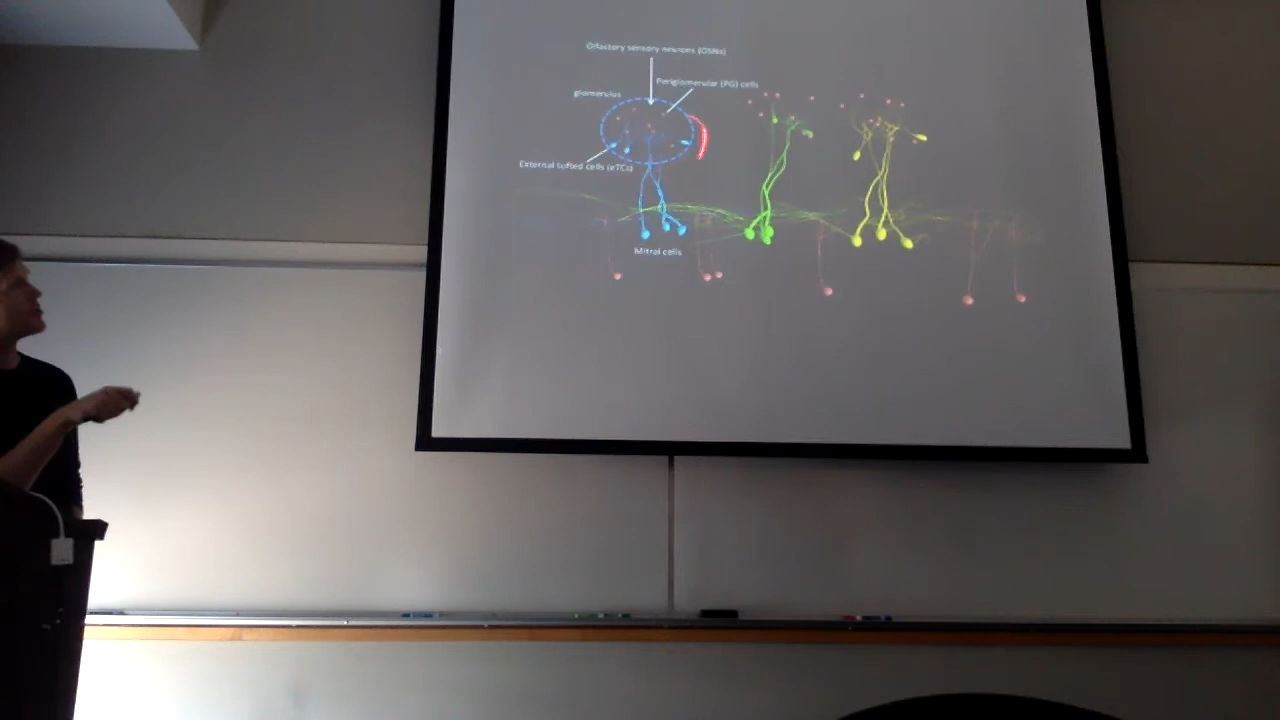 Olfactory sensory neurons (OSNs)
Periglomerular (PG) cells
glomerulus
External tufted cells (eTCs)
Mitral cells